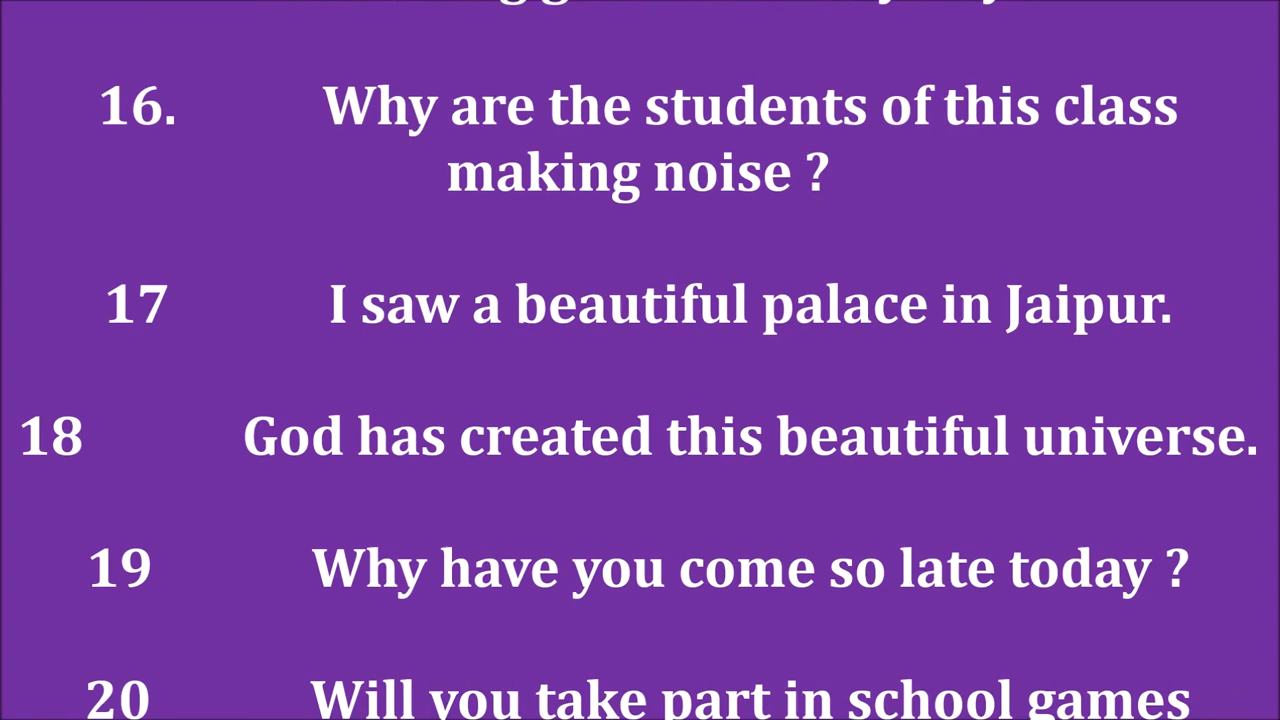 16. Why are the students of this class
making noise ?
17 I saw a beautiful palace in Jaipur.
18 God has created this beautiful universe.
19 Why have you come so late today ?
20 Will you take part in school games